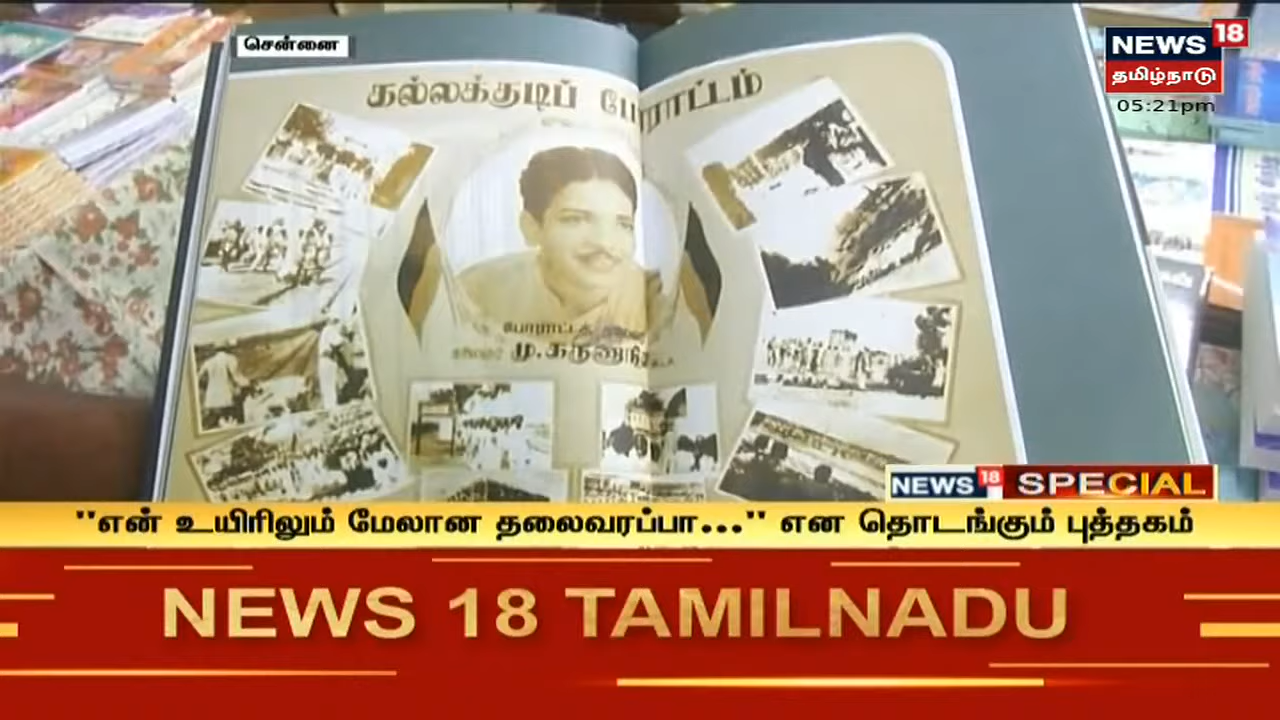 சென்னை
NEWS 18
தமிழ்நாடு
05:21pm
கல்லக்குடிப் போராட்டம்
போராட்டத்
மு.கருணாநிதி
NEWS 18 SPECIAL
"என் உயிரிலும் மேலான தலைவரப்பா..." என தொடங்கும் புத்தகம்
NEWS 18 TAMILNADU